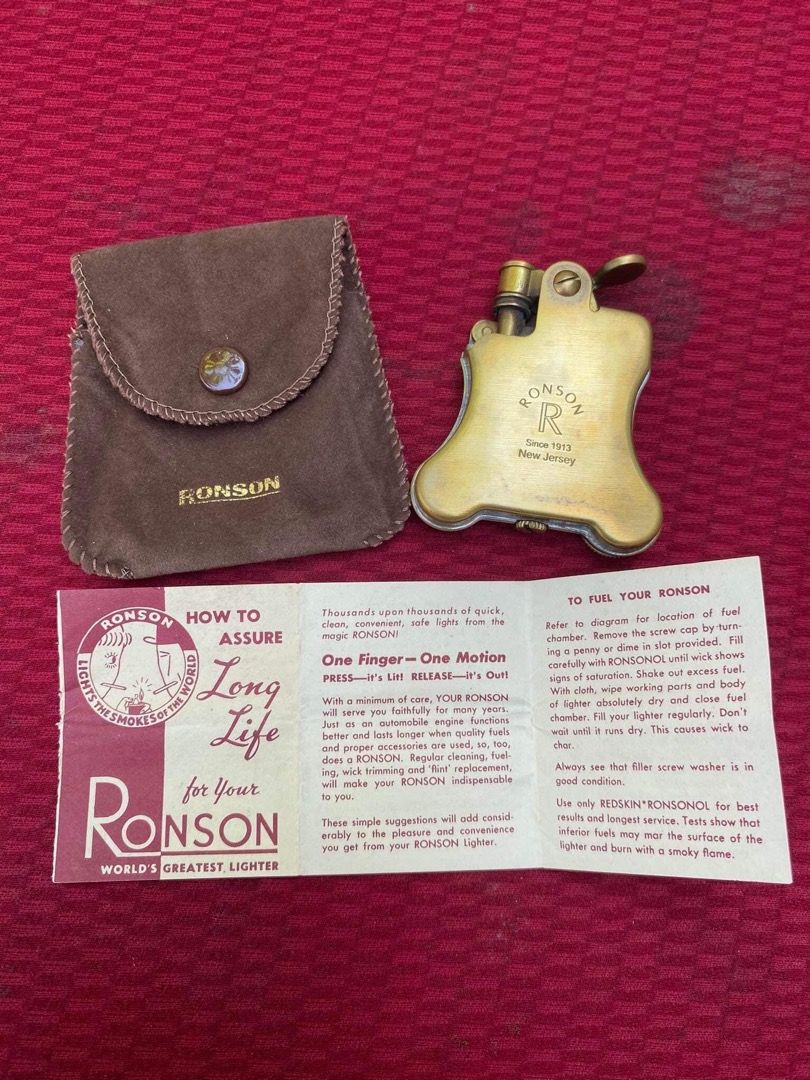 RONSON
RONSON
R
Since 1913
New Jersey
RONSON
LIGHTS THE SMOKES OF THE WORLD
HOW TO
ASSURE
Long
Life
for Your
RONSON
WORLD'S GREATEST LIGHTER
Thousands upon thousands of quick,
clean, convenient, safe lights from the
magic RONSON!
One Finger—One Motion
PRESS—it's Lit! RELEASE—it's Out!
With a minimum of care, YOUR RONSON
will serve you faithfully for many years.
Just as an automobile engine functions
better and lasts longer when quality fuels
and proper accessories are used, so, too,
does a RONSON. Regular cleaning, fuel-
ing, wick trimming and 'flint' replacement,
will make your RONSON indispensable
to you.
These simple suggestions will add consid-
erably to the pleasure and convenience
you get from your RONSON Lighter.
TO FUEL YOUR RONSON
Refer to diagram for location of fuel
chamber. Remove the screw cap by turn-
ing a penny or dime in slot provided. Fill
carefully with RONSONOL until wick shows
signs of saturation. Shake out excess fuel.
With cloth, wipe working parts and body
of lighter absolutely dry and close fuel
chamber. Fill your lighter regularly. Don't
wait until it runs dry. This causes wick to
char.
Always see that filler screw washer is in
good condition.
Use only REDSKIN*RONSONOL for best
results and longest service. Tests show that
inferior fuels may mar the surface of the
lighter and burn with a smoky flame.